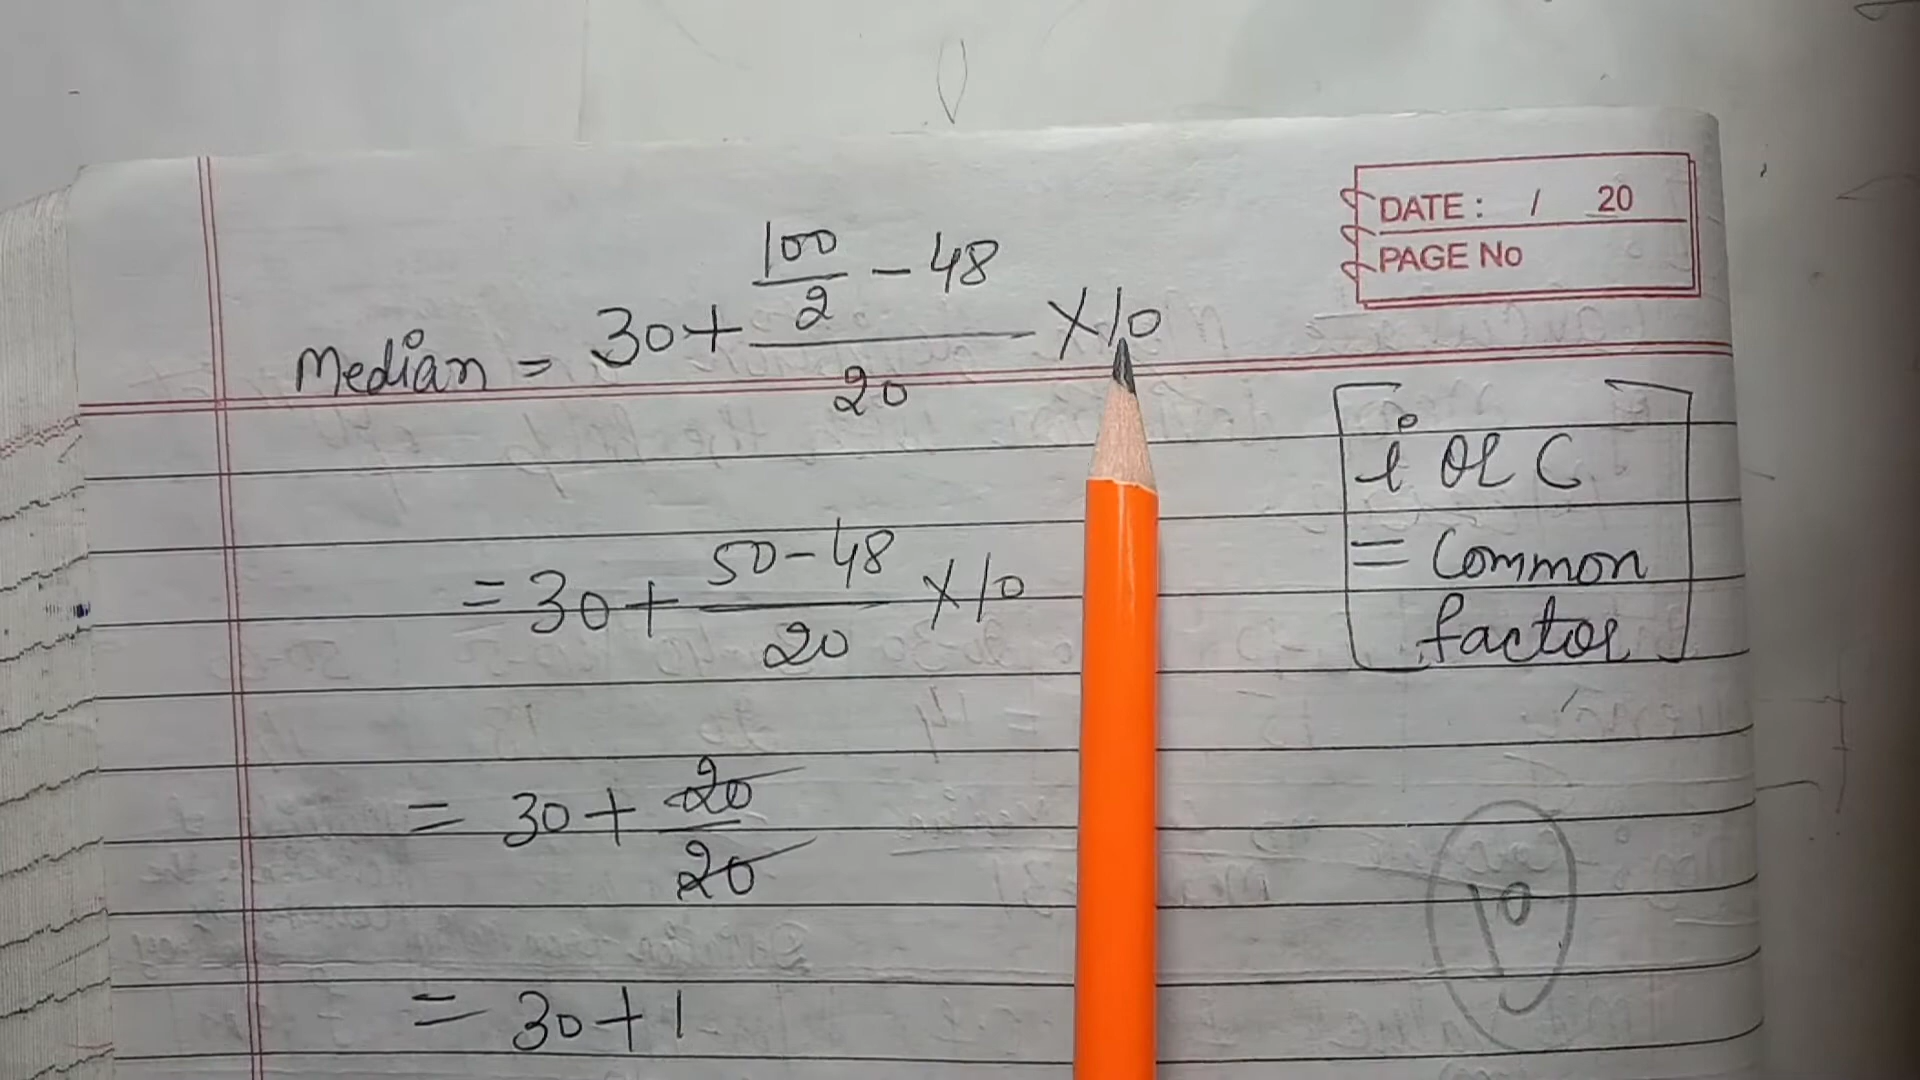 DATE : / 20
PAGE No
Median = 30 + (100/2 - 48)/20 × 10
= 30 + (50 - 48)/20 × 10
= 30 + 20/20
= 30 + 1
i or C
= Common
factor
10